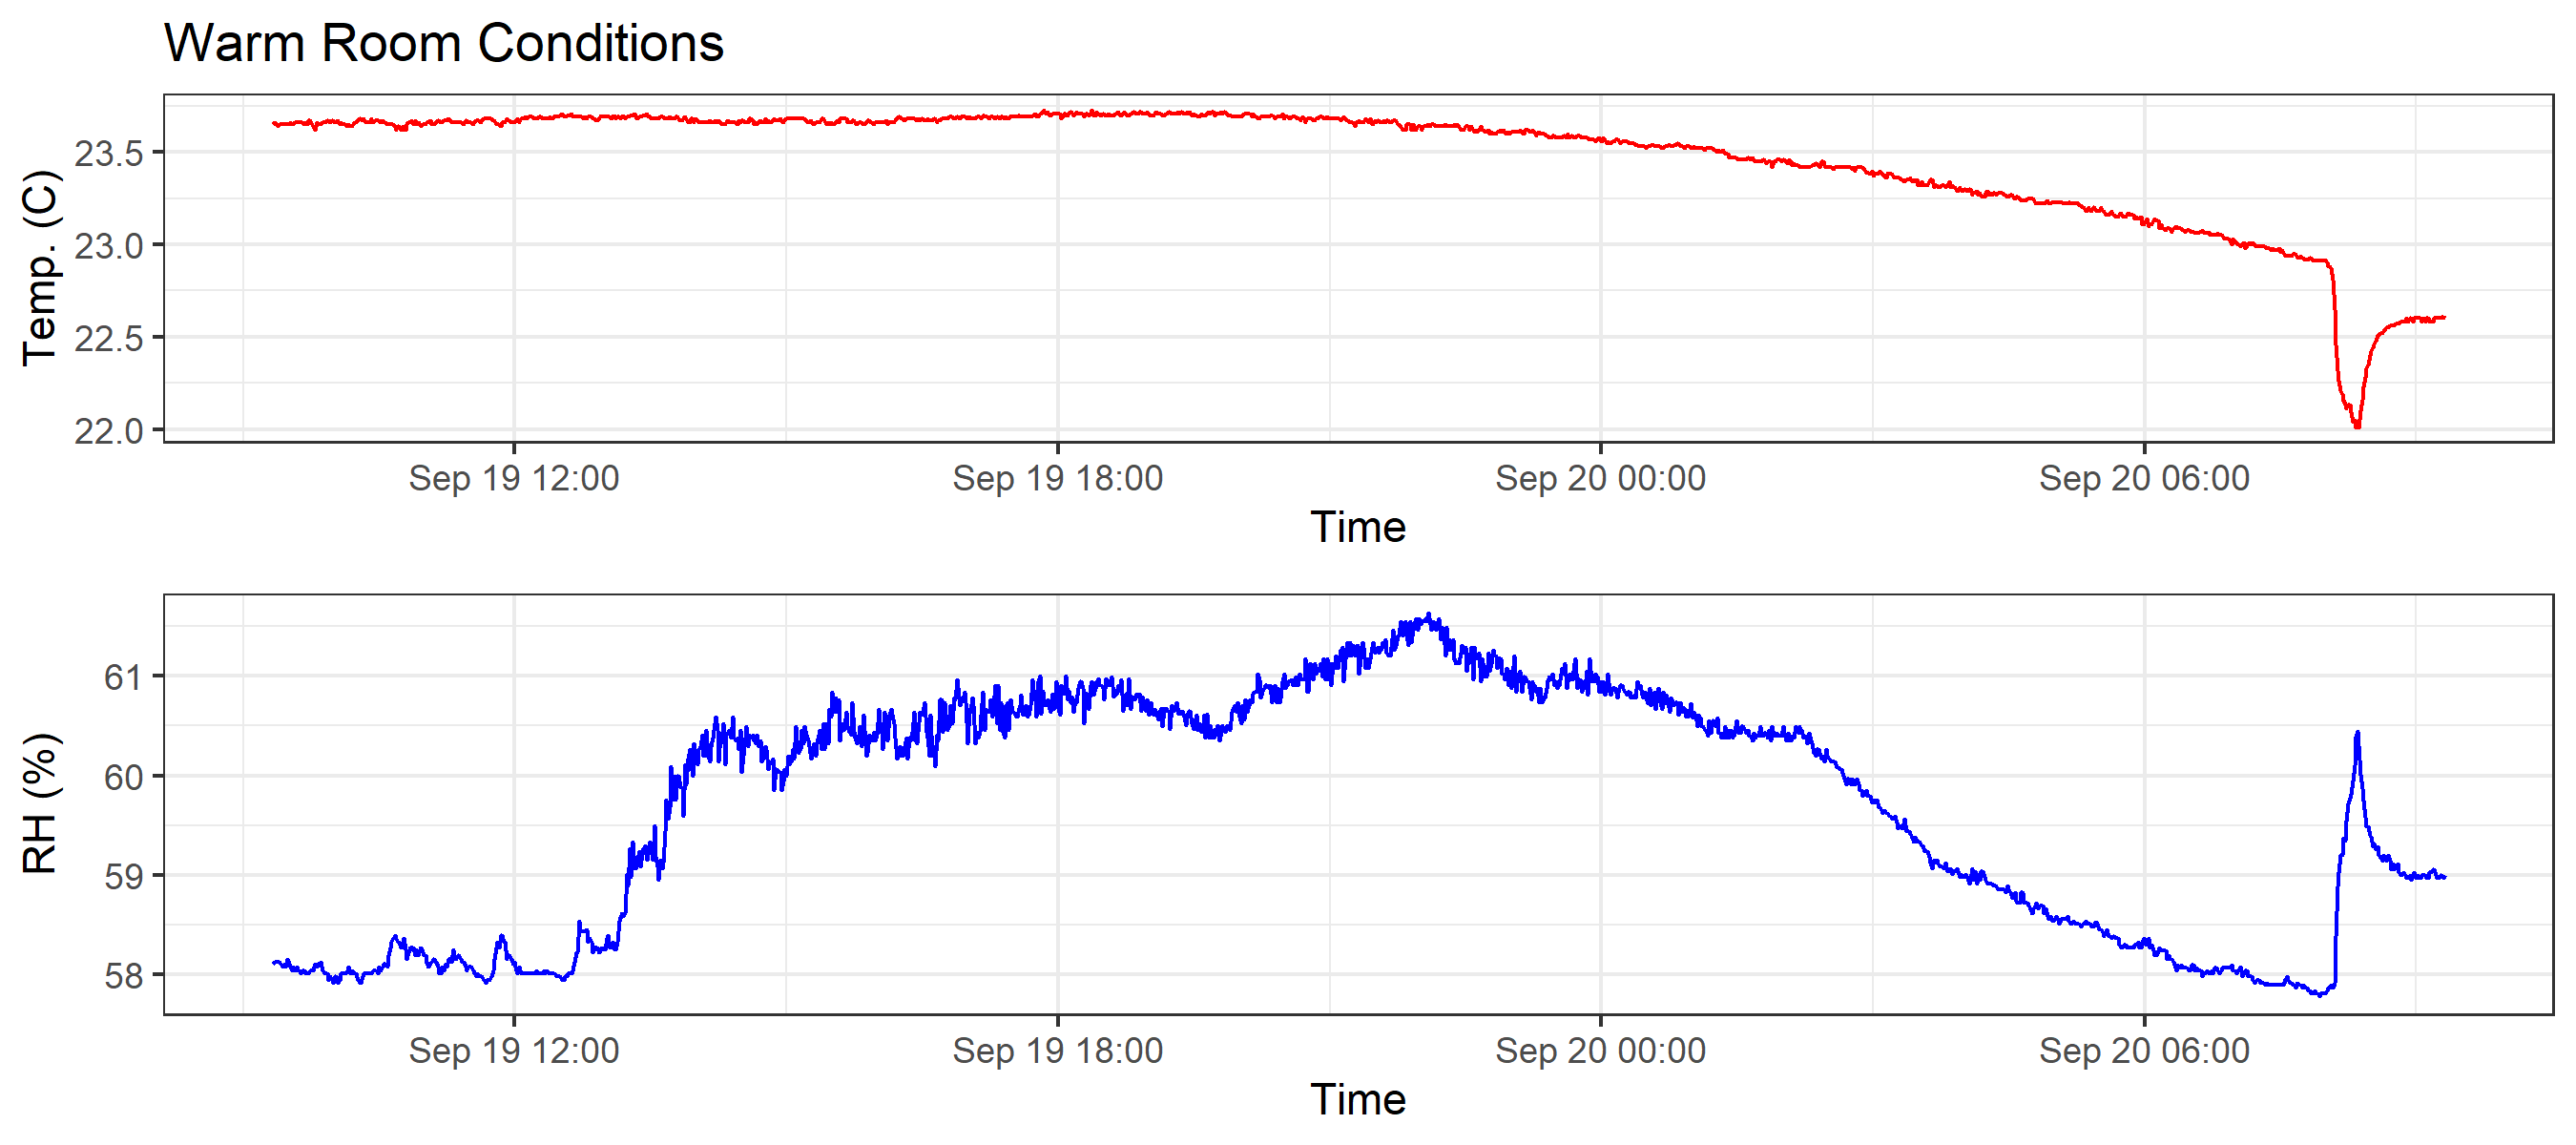 Warm Room Conditions
Temp. (C)
23.5
23.0
22.5
22.0
Sep 19 12:00 Sep 19 18:00 Sep 20 00:00 Sep 20 06:00
Time
RH (%)
61
60
59
58
Sep 19 12:00 Sep 19 18:00 Sep 20 00:00 Sep 20 06:00
Time